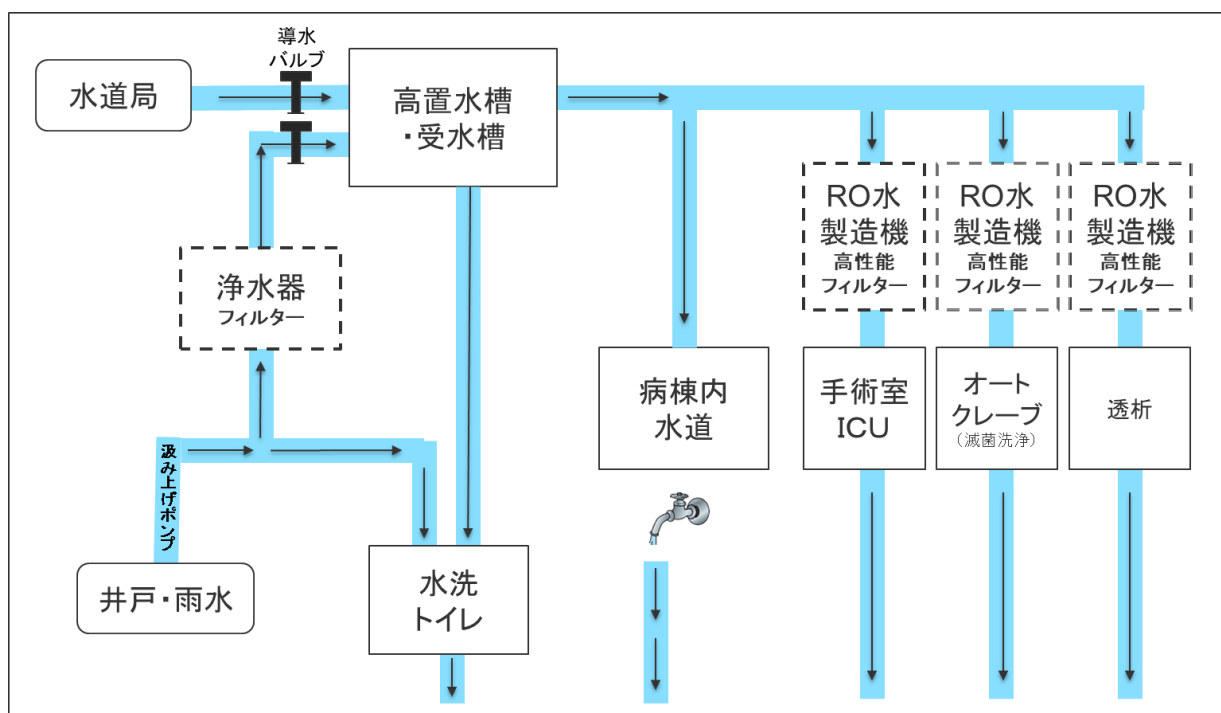 導水
バルブ
水道局
高置水槽
・受水槽
RO水
製造機
高性能
フィルター
RO水
製造機
高性能
フィルター
RO水
製造機
高性能
フィルター
浄水器
フィルター
病棟内
水道
手術室
ICU
オート
クレーブ
（滅菌洗浄）
透析
汲み上げポンプ
井戸・雨水
水洗
トイレ